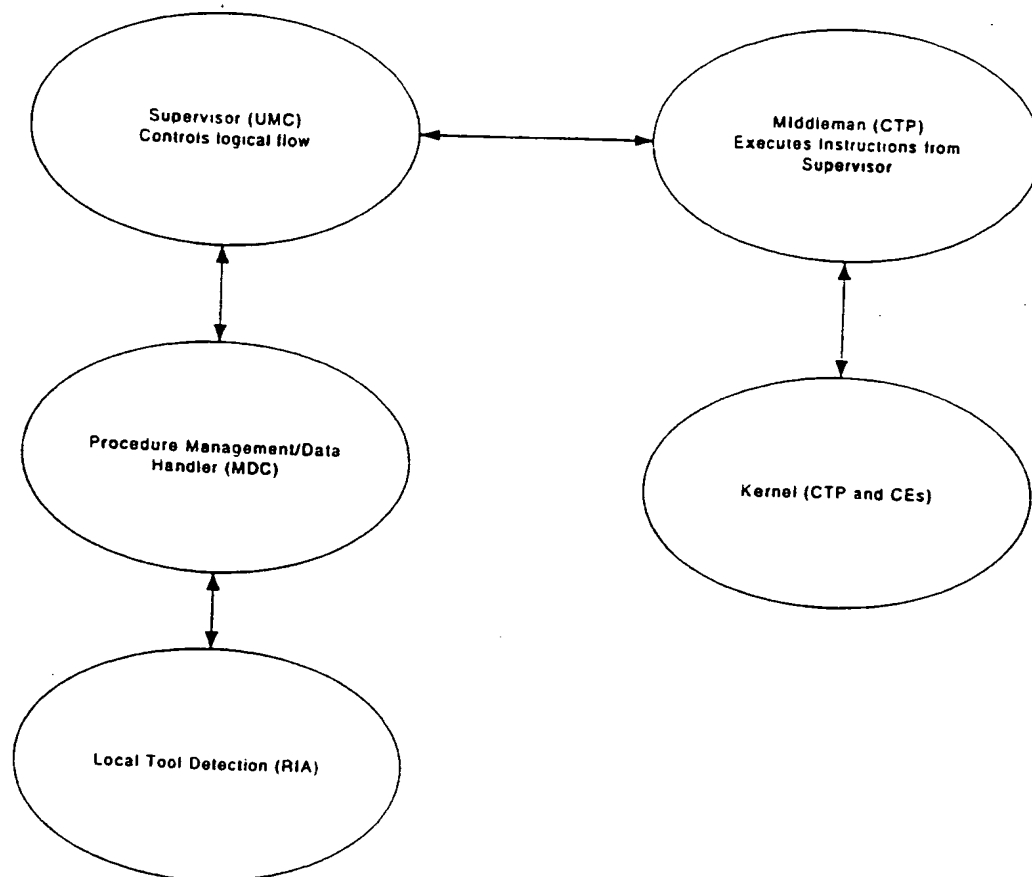 Supervisor (UMC)
Controls logical flow
Middleman (CTP)
Executes Instructions from
Supervisor
Procedure Management/Data
Handler (MDC)
Kernel (CTP and CEs)
Local Tool Detection (RIA)